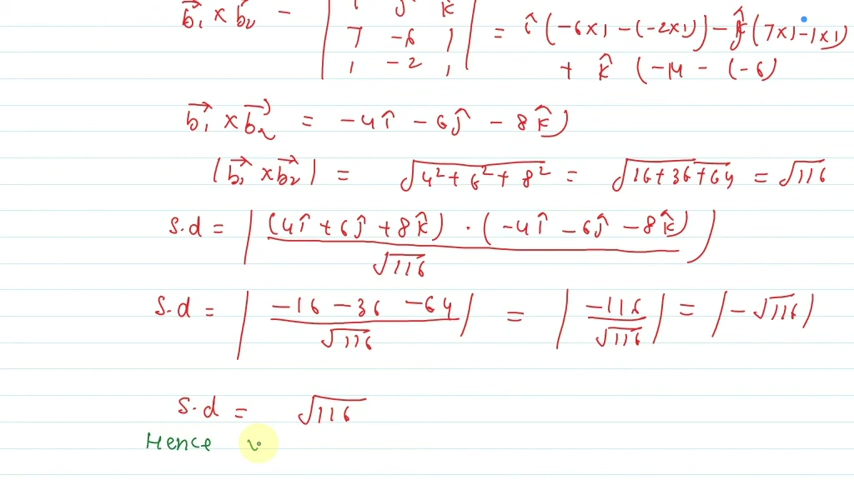 b₁⃗ × b₂⃗ = | î ĵ k̂
7 −6 1
1 −2 1 | = î (−6×1 − (−2×1)) − ĵ (7×1 − 1×1)
+ k̂ (−14 − (−6)
b₁⃗ × b₂⃗ = −4î − 6ĵ − 8k̂)
|b₁⃗ × b₂⃗| = √(4² + 6² + 8²) = √(16+36+64) = √116
S.d = | (4î + 6ĵ + 8k̂) · (−4î − 6ĵ − 8k̂) / √116 |
S.d = | −16 −36 −64 / √116 | = | −116 / √116 | = |−√116|
S.d = √116
Hence